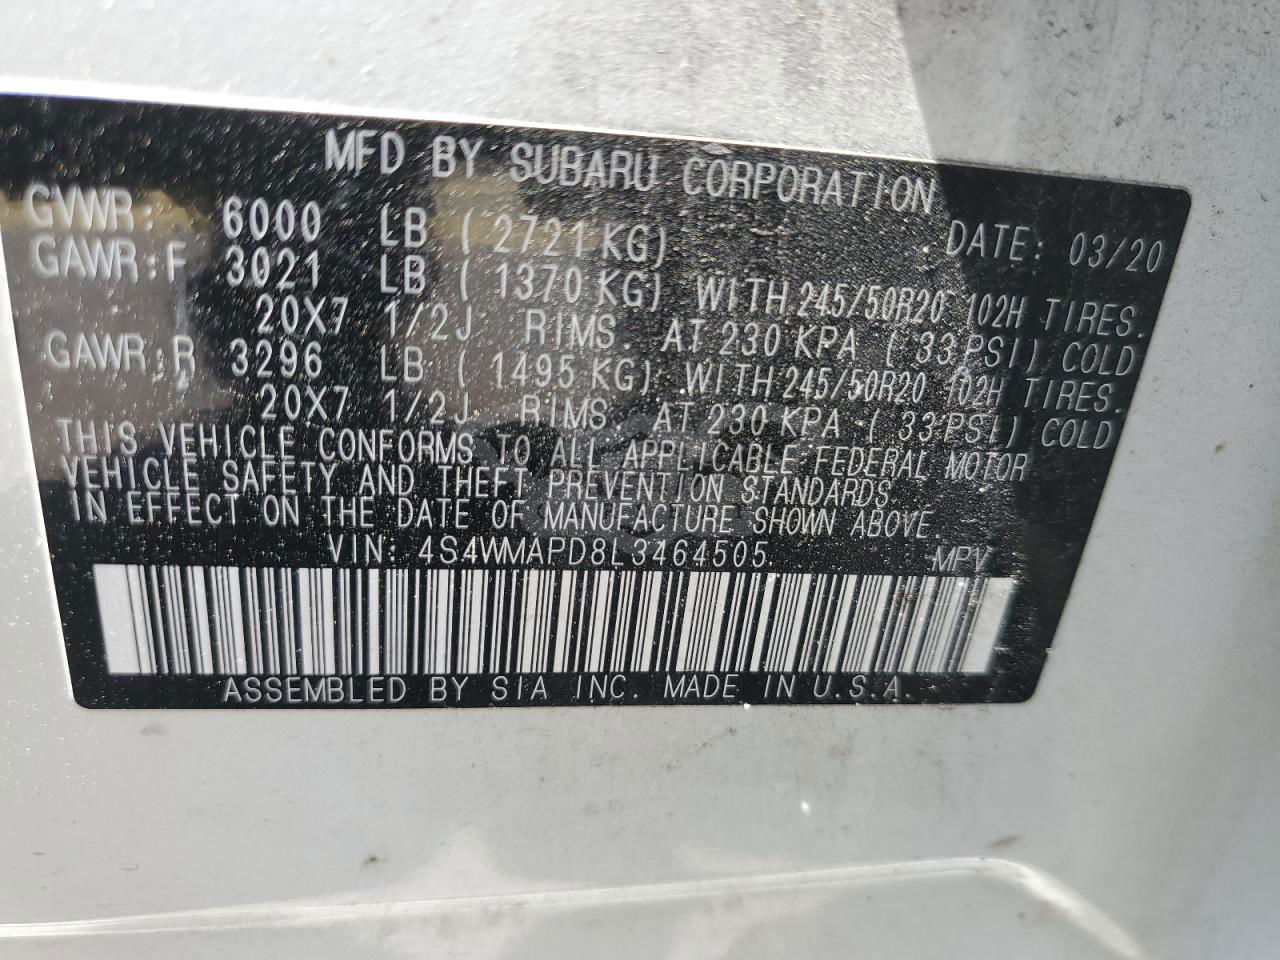 MFD BY SUBARU CORPORATION
GVWR: 6000 LB ( 2721 KG) DATE: 03/20
GAWR:F 3021 LB ( 1370 KG) WITH 245/50R20 102H TIRES.
20X7 1/2J RIMS. AT 230 KPA ( 33 PSI) COLD
GAWR:R 3296 LB ( 1495 KG) WITH 245/50R20 102H TIRES.
20X7 1/2J RIMS. AT 230 KPA ( 33 PSI) COLD
THIS VEHICLE CONFORMS TO ALL APPLICABLE FEDERAL MOTOR
VEHICLE SAFETY AND THEFT PREVENTION STANDARDS
IN EFFECT ON THE DATE OF MANUFACTURE SHOWN ABOVE.
VIN: 4S4WMAPD8L3464505 MPV
ASSEMBLED BY SIA INC. MADE IN U.S.A.